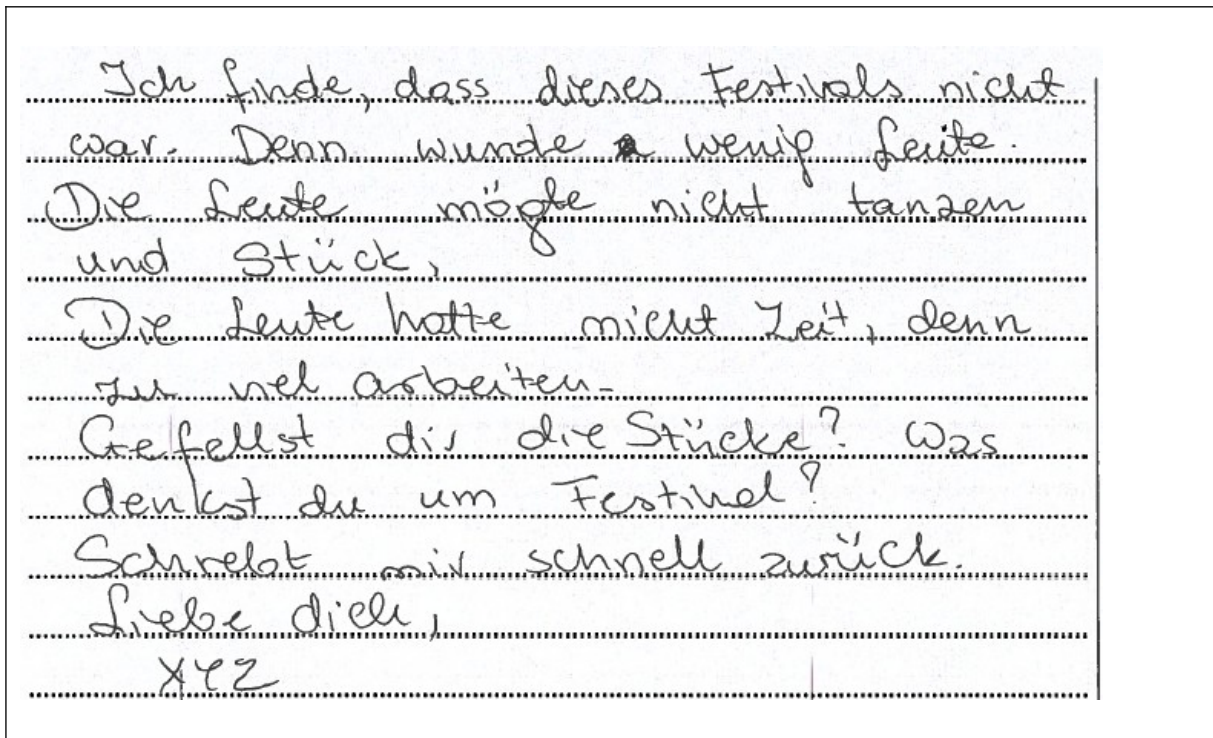 Ich finde, dass dieses Festivals nicht
war. Denn wunde wenig Leute.
Die Leute mögte nicht tanzen
und Stück,
Die Leute hatte nicht Zeit, denn
zu viel arbeiten.
Gefellst dir die Stücke? Was
denkst du um Festival?
Schreibt mir schnell zurück.
Liebe dich,
XYZ